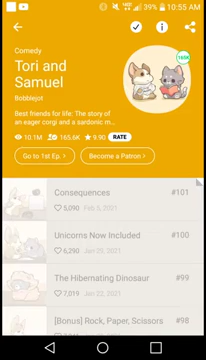 39% 10:55 AM
165K
Comedy
Tori and
Samuel
Bobblejot
Best friends for life; The story of
an eager corgi and a sardonic m...
10.1M 165.6K 9.90 RATE
Go to 1st Ep. > Become a Patron >
Consequences #101
5,090 Feb 5, 2021
Unicorns Now Included #100
6,290 Jan 29, 2021
The Hibernating Dinosaur #99
7,019 Jan 22, 2021
[Bonus] Rock, Paper, Scissors #98